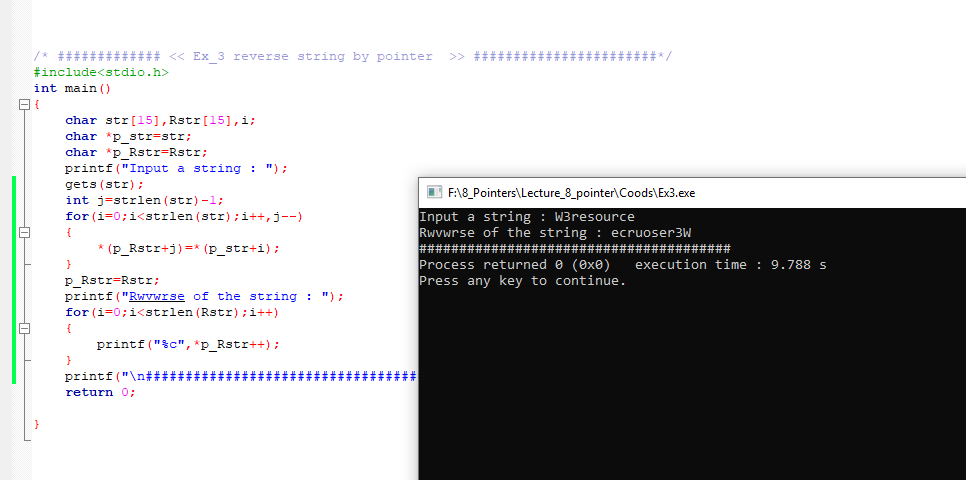 /* ############# << Ex_3 reverse string by pointer  >> #######################*/
#include<stdio.h>
int main()
{
    char str[15],Rstr[15],i;
    char *p_str=str;
    char *p_Rstr=Rstr;
    printf("Input a string : ");
    gets(str);
    int j=strlen(str)-1;
    for(i=0;i<strlen(str);i++,j--)
    {
        *(p_Rstr+j)=*(p_str+i);
    }
    p_Rstr=Rstr;
    printf("Rwvwrse of the string : ");
    for(i=0;i<strlen(Rstr);i++)
    {
        printf("%c",*p_Rstr++);
    }
    printf("\n##################################
    return 0;
}
F:\8_Pointers\Lecture_8_pointer\Coods\Ex3.exe
Input a string : W3resource
Rwvwrse of the string : ecruoser3W
#######################################
Process returned 0 (0x0)   execution time : 9.788 s
Press any key to continue.